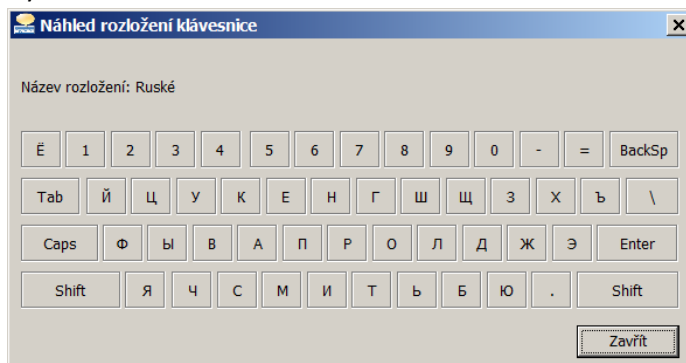 Náhled rozložení klávesnice
Název rozložení: Ruské
Ё 1 2 3 4 5 6 7 8 9 0 - = BackSp
Tab Й Ц У К Е Н Г Ш Щ З Х Ъ \
Caps Ф Ы В А П Р О Л Д Ж Э Enter
Shift Я Ч С М И Т Ь Б Ю . Shift
Zavřít